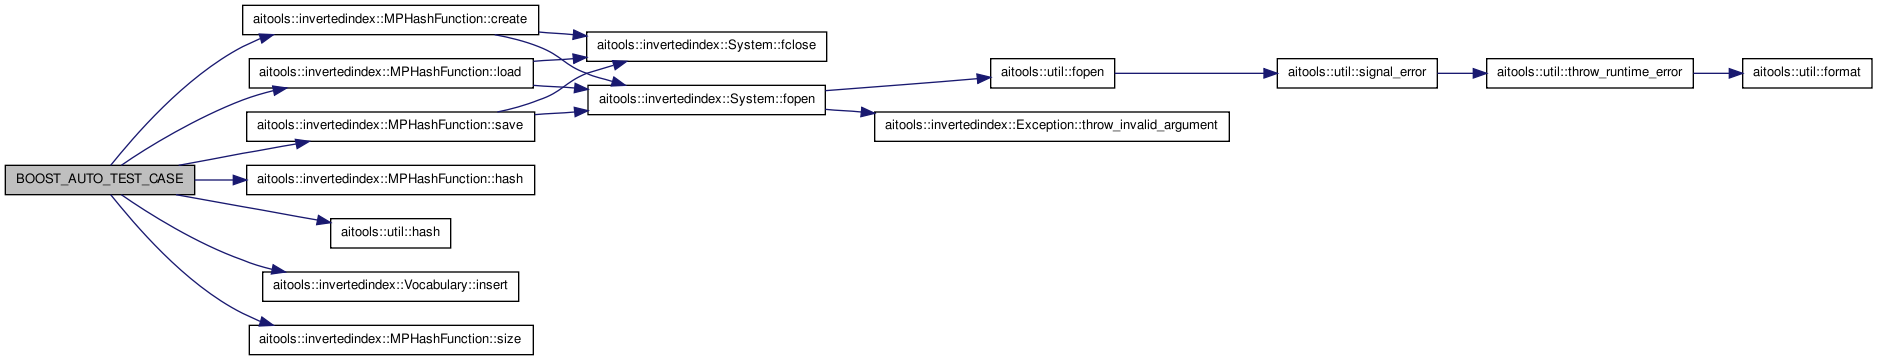 aitools::invertedindex::MPHashFunction::create
aitools::invertedindex::System::fclose
aitools::invertedindex::MPHashFunction::load
aitools::util::fopen
aitools::util::signal_error
aitools::util::throw_runtime_error
aitools::util::format
aitools::invertedindex::System::fopen
aitools::invertedindex::MPHashFunction::save
aitools::invertedindex::Exception::throw_invalid_argument
BOOST_AUTO_TEST_CASE
aitools::invertedindex::MPHashFunction::hash
aitools::util::hash
aitools::invertedindex::Vocabulary::insert
aitools::invertedindex::MPHashFunction::size